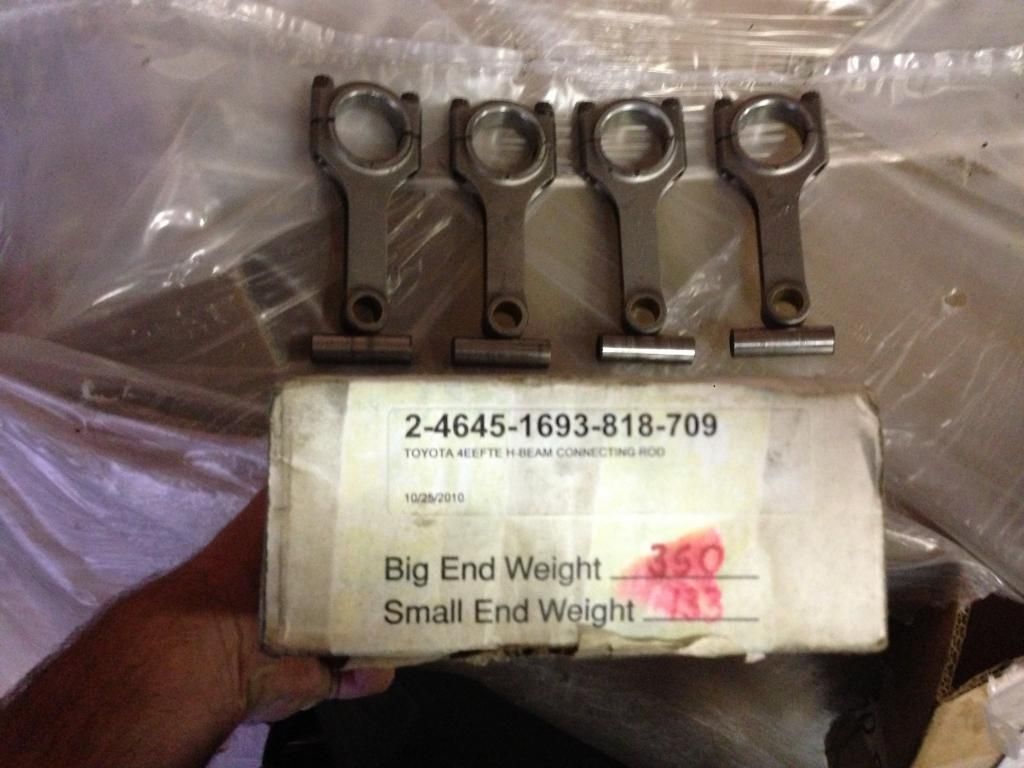 2-4645-1693-818-709
TOYOTA 4EEFTE H-BEAM CONNECTING ROD
10/25/2010
Big End Weight 350
Small End Weight 133